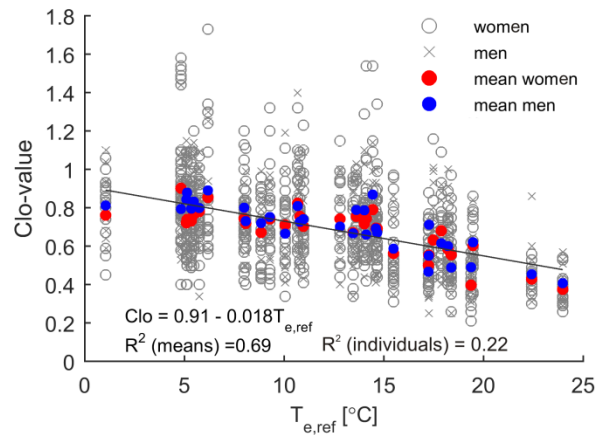 1.8
1.6
1.4
1.2
1
0.8
0.6
0.4
0.2
0
Clo-value
women
men
mean women
mean men
Clo = 0.91 - 0.018T_e,ref
R² (means) =0.69 R² (individuals) = 0.22
0 5 10 15 20 25
T_e,ref [°C]